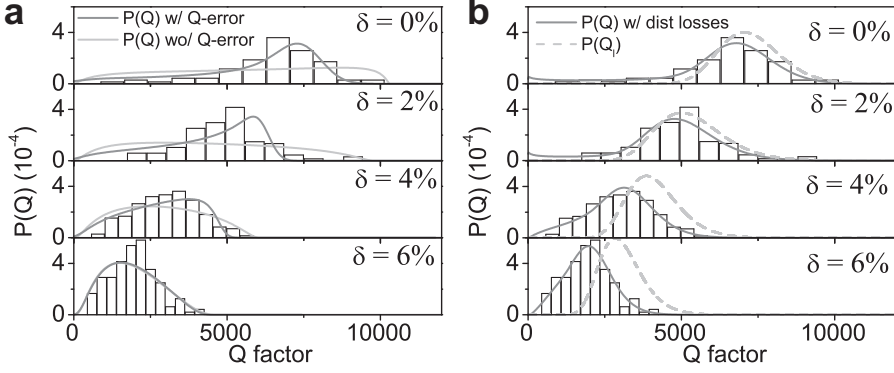 a
P(Q) w/ Q-error
P(Q) wo/ Q-error
δ = 0%
δ = 2%
δ = 4%
δ = 6%
4
0
4
0
4
0
4
0
P(Q) (10⁻⁴)
0
5000
10000
Q factor
b
P(Q) w/ dist losses
P(Qᵢ)
δ = 0%
δ = 2%
δ = 4%
δ = 6%
4
0
4
0
4
0
4
0
P(Q) (10⁻⁴)
0
5000
10000
Q factor